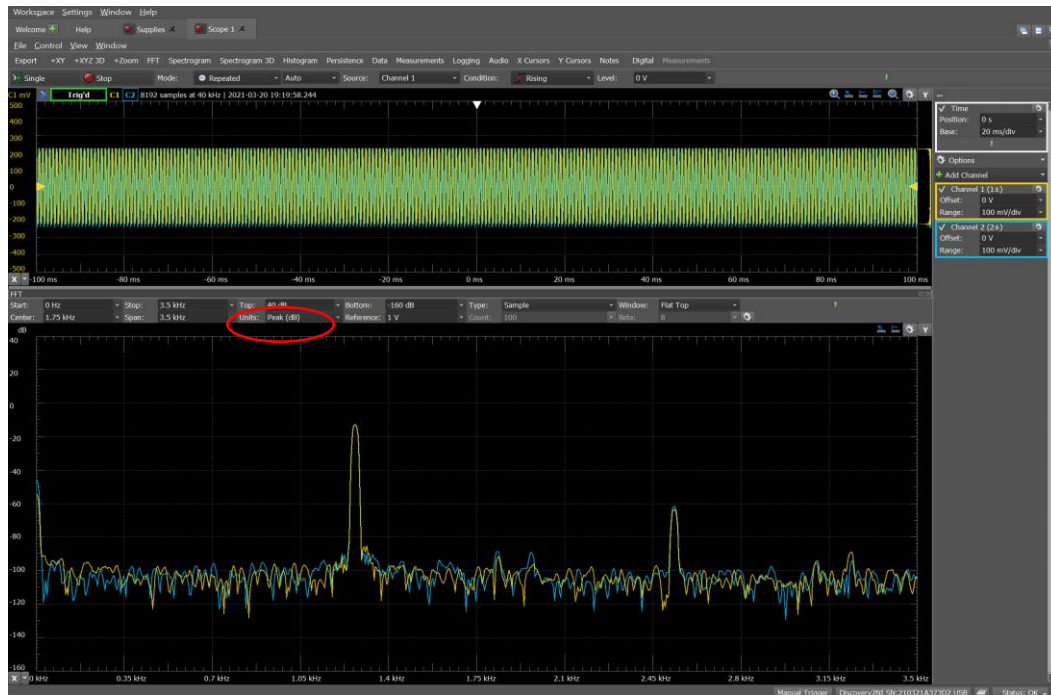 Workspace Settings Window Help
Welcome Help Supplies Scope 1
File Control View Window
Export +XY +XYZ 3D +Zoom FFT Spectrogram Spectrogram 3D Histogram Persistence Data Measurements Logging Audio X Cursors Y Cursors Notes Digital Measurements
Single Stop Mode: Repeated Auto Source: Channel 1 Condition: Rising Level: 0 V
C1 mV Trig'd C1 C2 8192 samples at 40 kHz | 2021-03-20 19:19:58.244 Y
500
400
300
200
100
0
-100
-200
-300
-400
-500
X -100 ms -80 ms -60 ms -40 ms -20 ms 0 ms 20 ms 40 ms 60 ms 80 ms 100 ms
Time
Position: 0 s
Base: 20 ms/div
Options
+ Add Channel
Channel 1 (1±)
Offset: 0 V
Range: 100 mV/div
Channel 2 (2±)
Offset: 0 V
Range: 100 mV/div
FFT
Start: 0 Hz Stop: 3.5 kHz Top: 40 dB Bottom: -160 dB Type: Sample Window: Flat Top
Center: 1.75 kHz Span: 3.5 kHz Units: Peak (dB) Reference: 1 V Count: 100 Beta: 8
dB Y
40
20
0
-20
-40
-60
-80
-100
-120
-140
-160
X 0 kHz 0.35 kHz 0.7 kHz 1.05 kHz 1.4 kHz 1.75 kHz 2.1 kHz 2.45 kHz 2.8 kHz 3.15 kHz 3.5 kHz
Manual Trigger Discovery2NI SN:210321A373D2 USB Status: OK